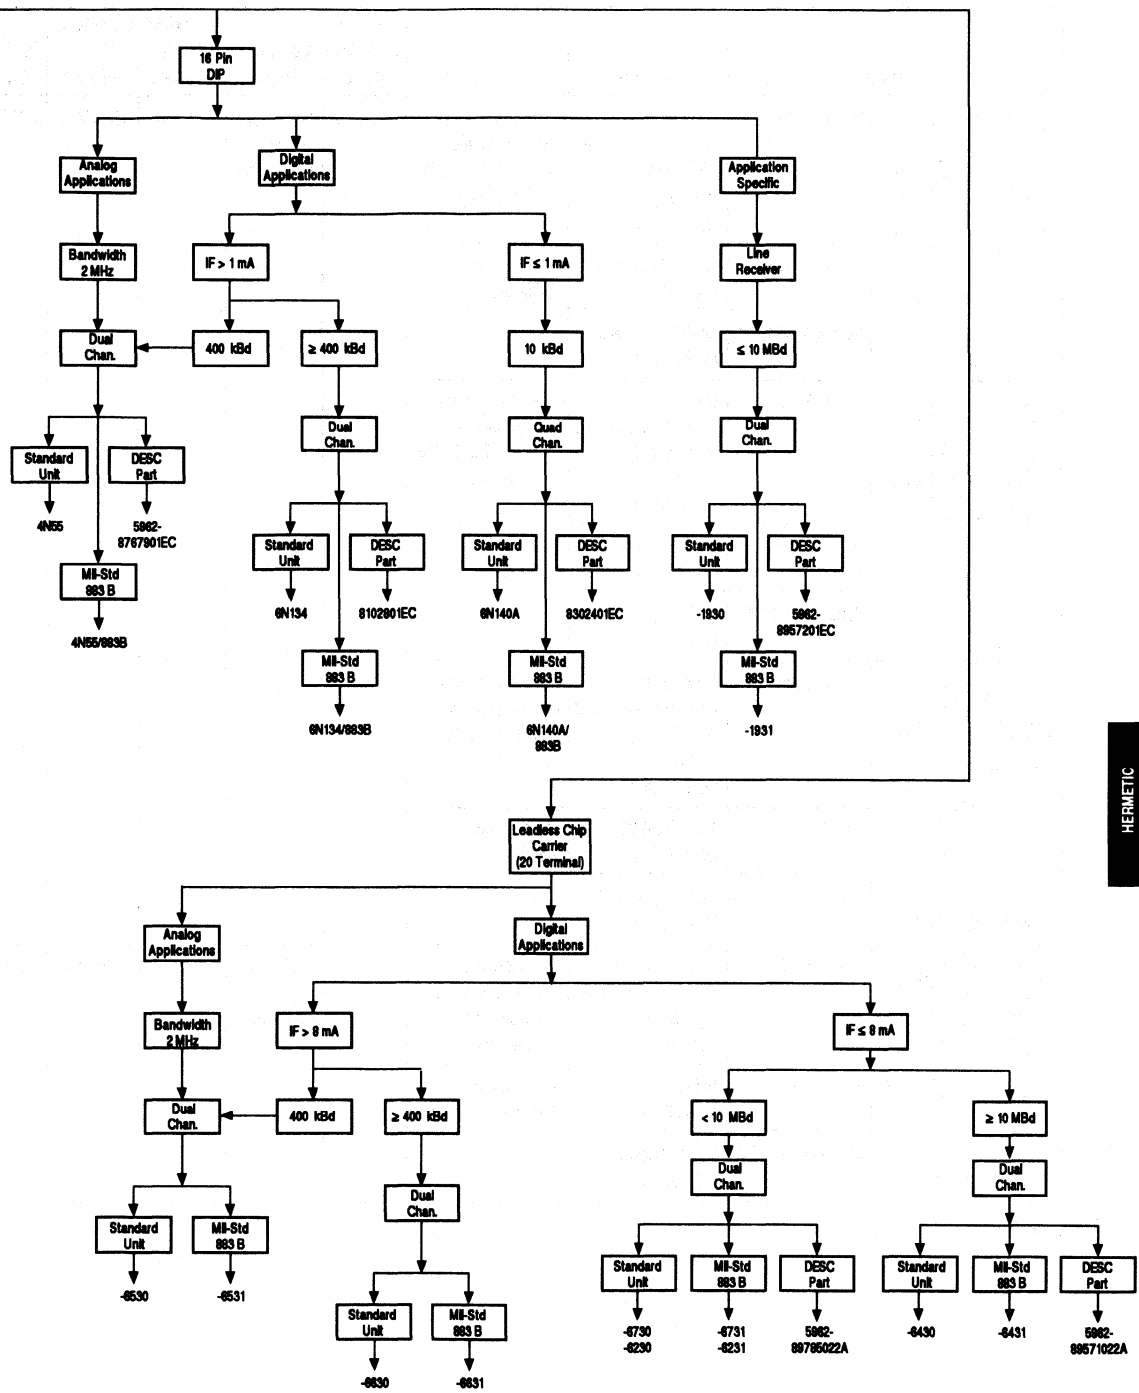 16 Pin
DIP
Analog
Applications
Digital
Applications
Application
Specific
Bandwidth
2 MHz
IF > 1 mA
IF ≤ 1 mA
Line
Receiver
Dual
Chan.
400 kBd
≥ 400 kBd
10 kBd
≤ 10 MBd
Dual
Chan.
Quad
Chan.
Dual
Chan.
Standard
Unit
DESC
Part
4N55
5962-
8767901EC
Standard
Unit
DESC
Part
Standard
Unit
DESC
Part
Standard
Unit
DESC
Part
Mil-Std
883 B
6N134
8102801EC
6N140A
8302401EC
-1930
5962-
8957201EC
4N55/883B
Mil-Std
883 B
Mil-Std
883 B
Mil-Std
883 B
6N134/883B
6N140A/
883B
-1931
HERMETIC
Leadless Chip
Carrier
(20 Terminal)
Analog
Applications
Digital
Applications
Bandwidth
2 MHz
IF > 8 mA
IF ≤ 8 mA
Dual
Chan.
400 kBd
≥ 400 kBd
< 10 MBd
≥ 10 MBd
Dual
Chan.
Dual
Chan.
Dual
Chan.
Standard
Unit
Mil-Std
883 B
Standard
Unit
Mil-Std
883 B
DESC
Part
Standard
Unit
Mil-Std
883 B
DESC
Part
-6530
-6531
Standard
Unit
Mil-Std
883 B
-6730
-6230
-6731
-6231
5962-
89785022A
-6430
-6431
5962-
89571022A
-6630
-6631